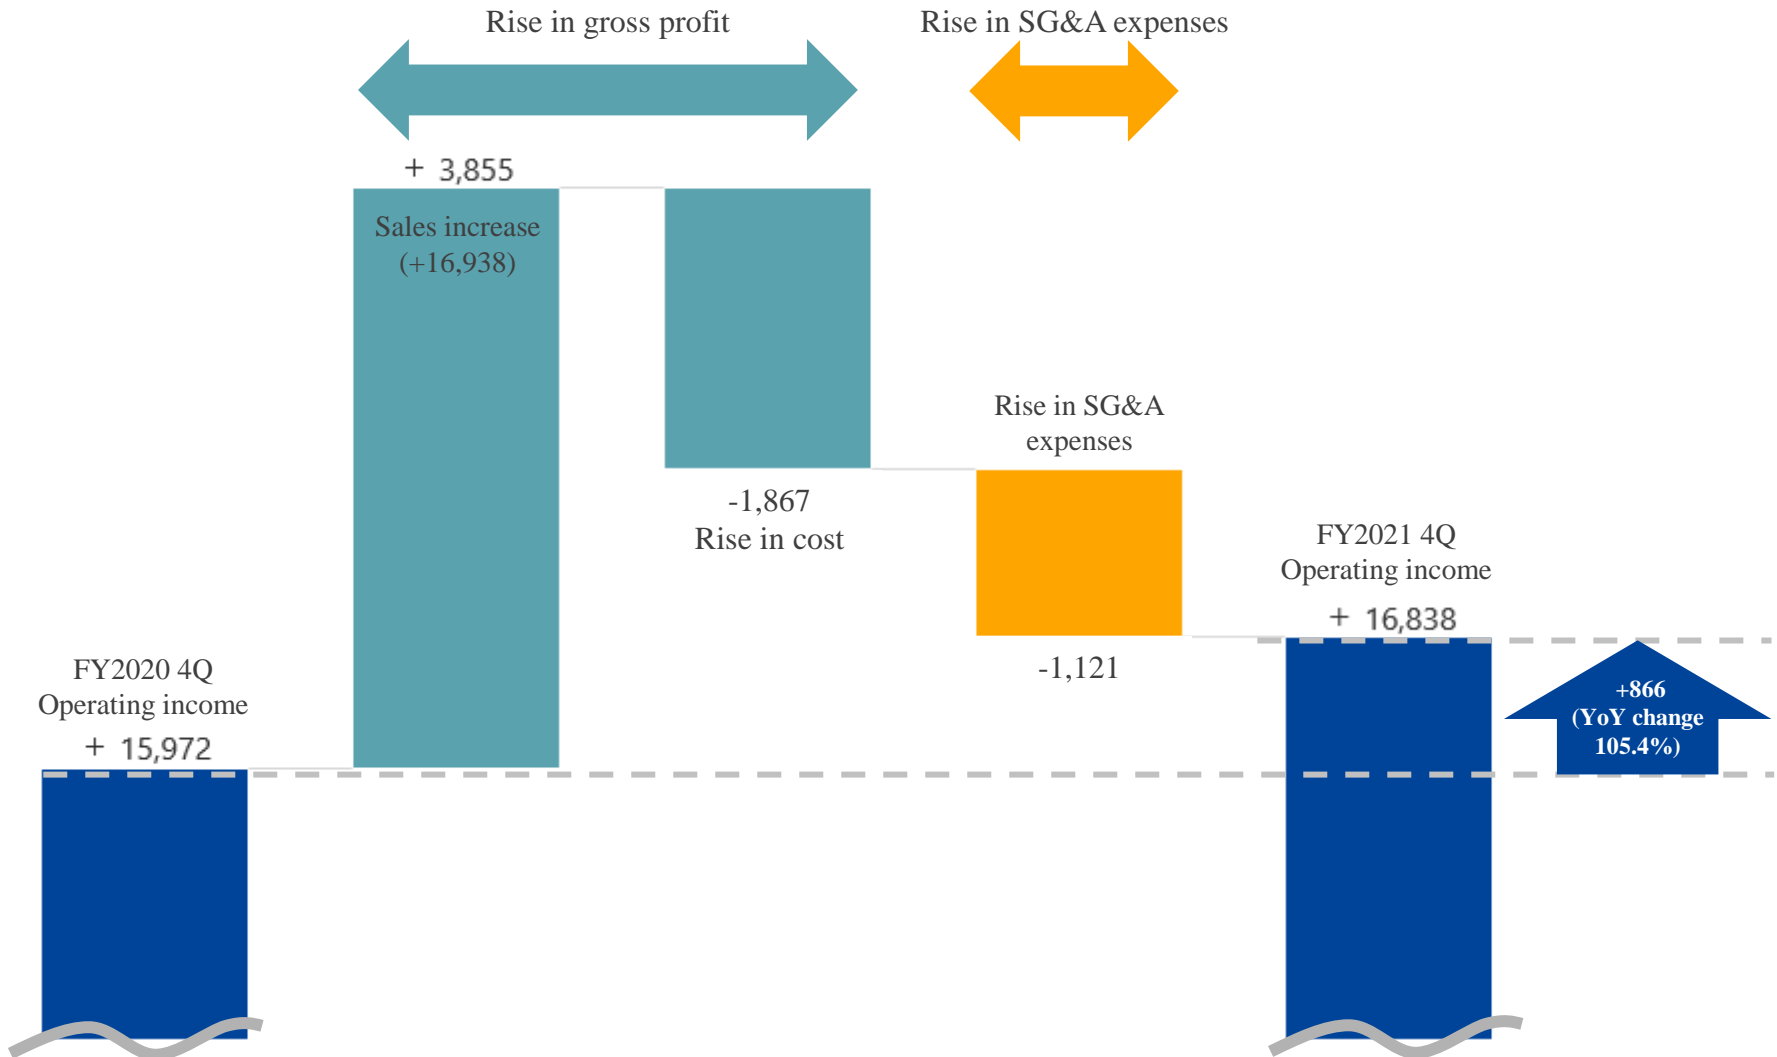 Rise in gross profit
Rise in SG&A expenses
+ 3,855
Sales increase
(+16,938)
Rise in SG&A
expenses
-1,867
Rise in cost
FY2021 4Q
Operating income
+ 16,838
-1,121
FY2020 4Q
Operating income
+ 15,972
+866
(YoY change
105.4%)